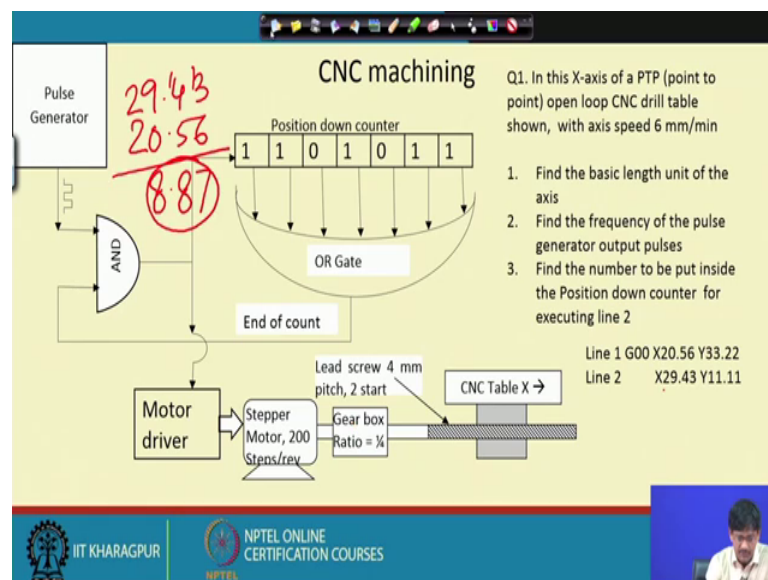 CNC machining
Pulse
Generator
29.43
20.56
8.87
Position down counter
1 1 0 1 0 1 1
AND
OR Gate
End of count
Motor
driver
Stepper
Motor, 200
Steps/rev
Gear box
Ratio = ¼
Lead screw 4 mm
pitch, 2 start
CNC Table X →
Q1. In this X-axis of a PTP (point to
point) open loop CNC drill table
shown, with axis speed 6 mm/min
1. Find the basic length unit of the
axis
2. Find the frequency of the pulse
generator output pulses
3. Find the number to be put inside
the Position down counter for
executing line 2
Line 1 G00 X20.56 Y33.22
Line 2 X29.43 Y11.11
IIT KHARAGPUR
NPTEL ONLINE
CERTIFICATION COURSES
NPTEL